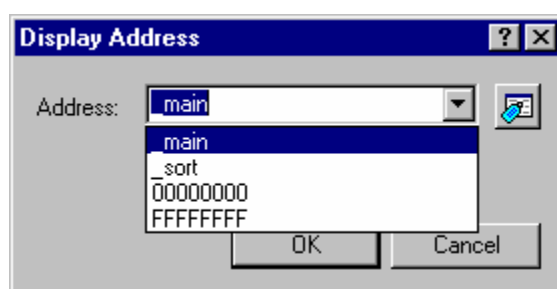 Display Address
Address: _main
_main
_sort
00000000
FFFFFFFF
OK Cancel